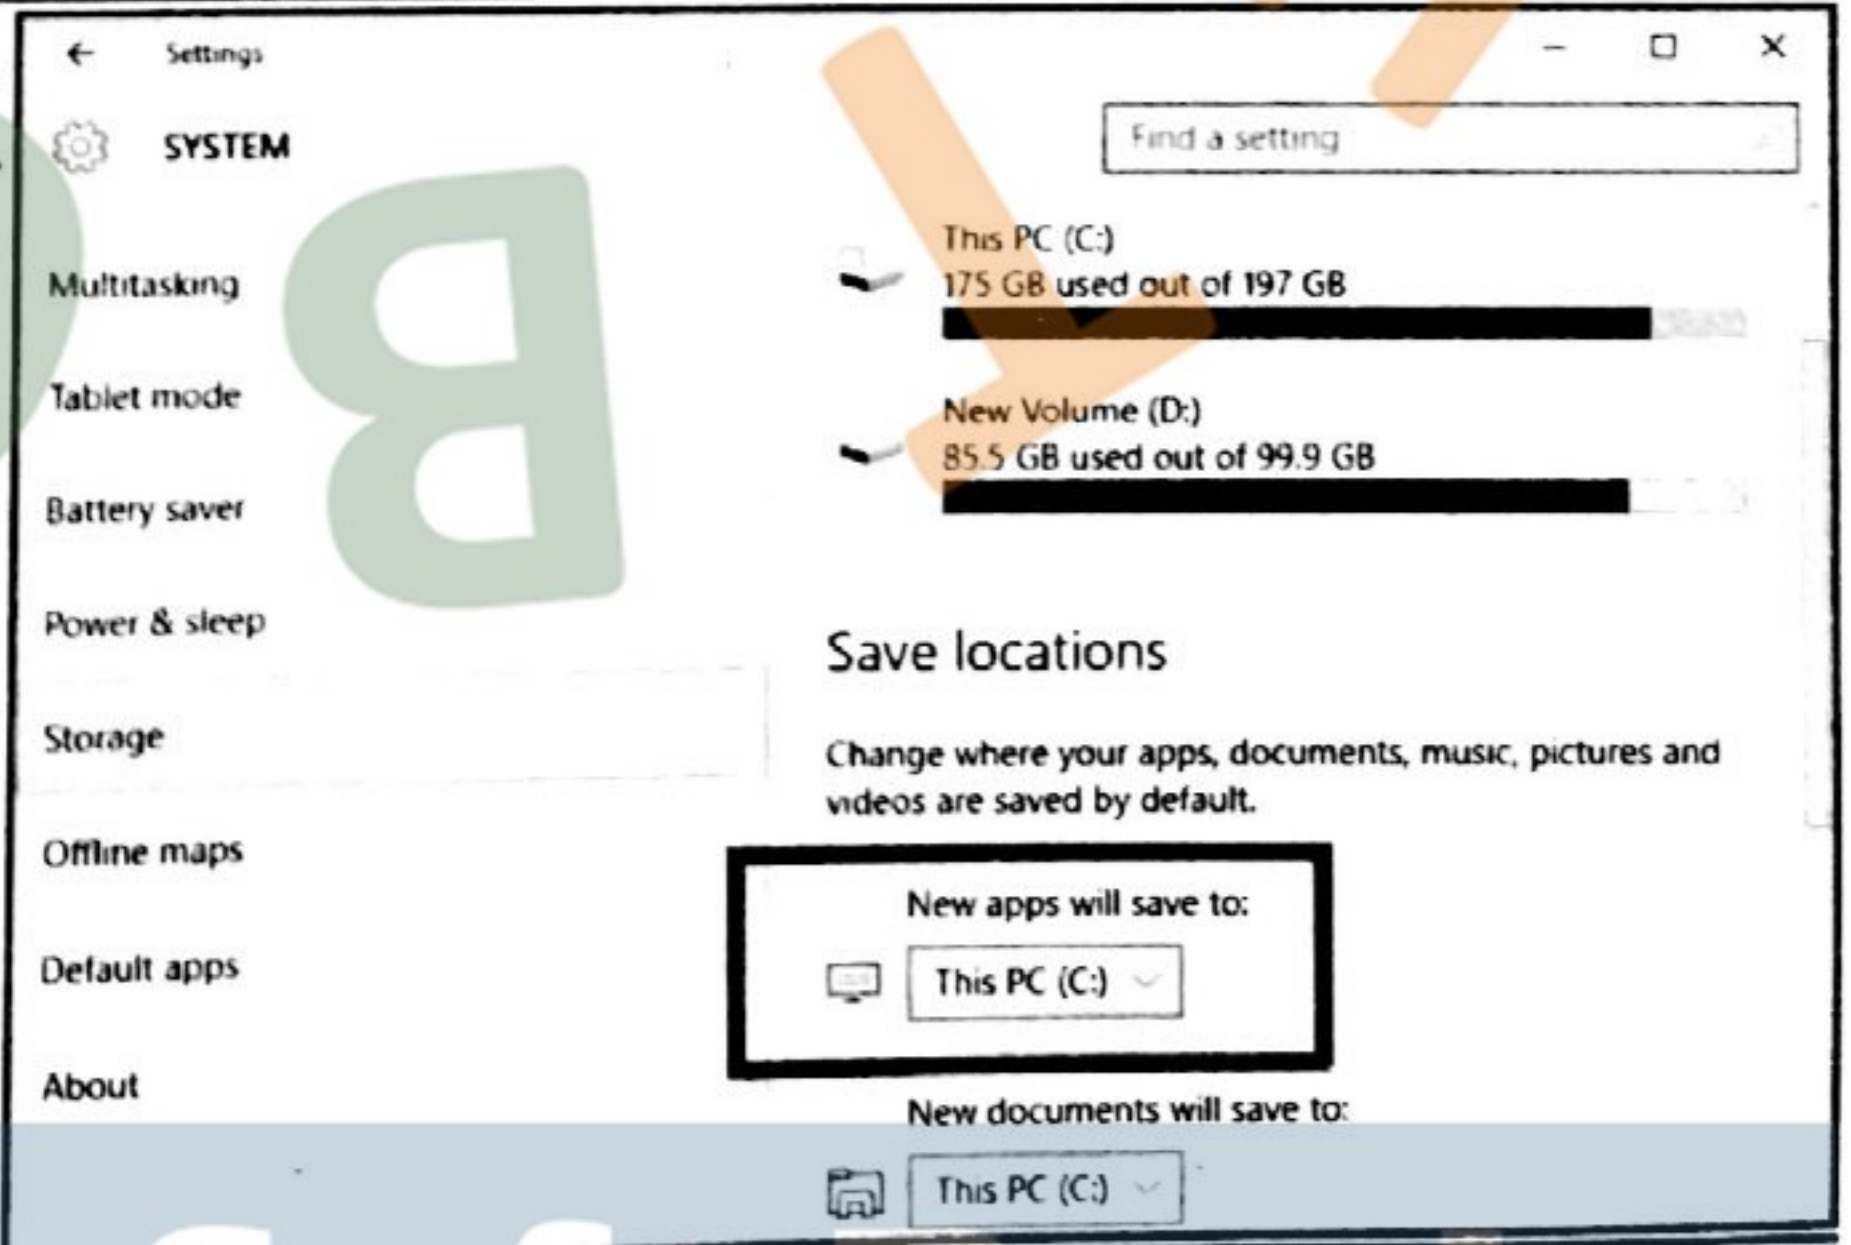 Settings
SYSTEM
Find a setting
Multitasking
Tablet mode
Battery saver
Power & sleep
Storage
Offline maps
Default apps
About
This PC (C:)
175 GB used out of 197 GB
New Volume (D:)
85.5 GB used out of 99.9 GB
Save locations
Change where your apps, documents, music, pictures and
videos are saved by default.
New apps will save to:
This PC (C:)
New documents will save to:
This PC (C:)
B